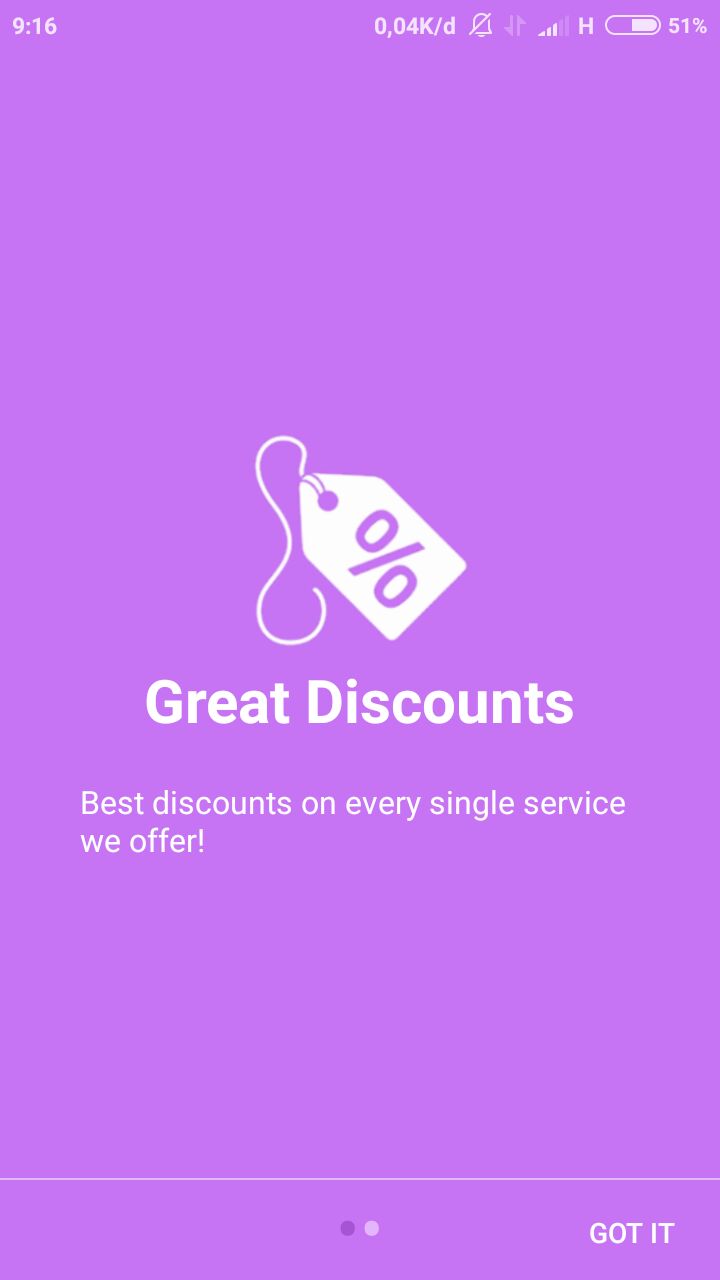 9:16 0,04K/d H 51%
%
Great Discounts
Best discounts on every single service
we offer!
GOT IT